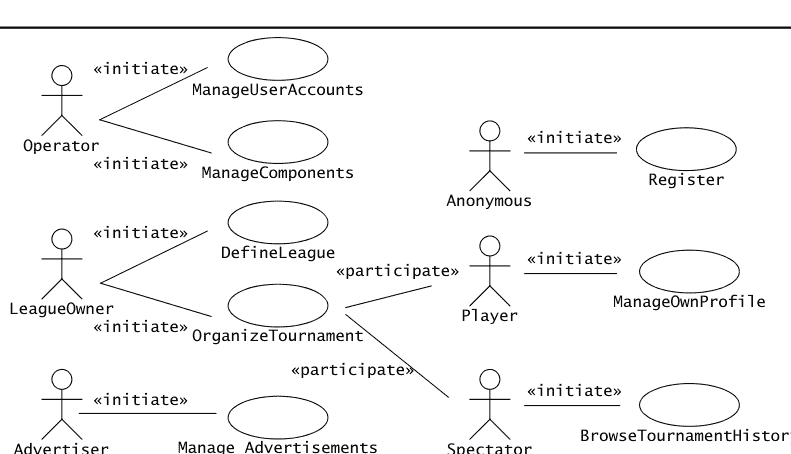 «initiate»
ManageUserAccounts
Operator
«initiate»
ManageComponents
«initiate»
Register
Anonymous
«initiate»
DefineLeague
LeagueOwner
«initiate»
OrganizeTournament
«participate»
Player
«initiate»
ManageOwnProfile
«participate»
Spectator
«initiate»
BrowseTournamentHistor
«initiate»
Advertiser
Manage Advertisements